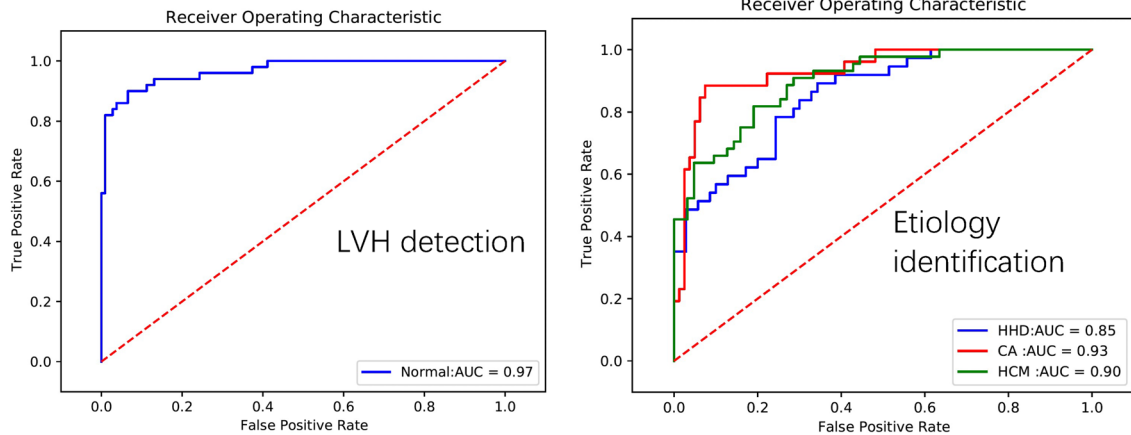 Receiver Operating Characteristic
1.0
0.8
0.6
0.4
0.2
0.0
True Positive Rate
LVH detection
Normal:AUC = 0.97
0.0 0.2 0.4 0.6 0.8 1.0
False Positive Rate
Receiver Operating Characteristic
1.0
0.8
0.6
0.4
0.2
0.0
True Positive Rate
Etiology
identification
HHD:AUC = 0.85
CA :AUC = 0.93
HCM :AUC = 0.90
0.0 0.2 0.4 0.6 0.8 1.0
False Positive Rate